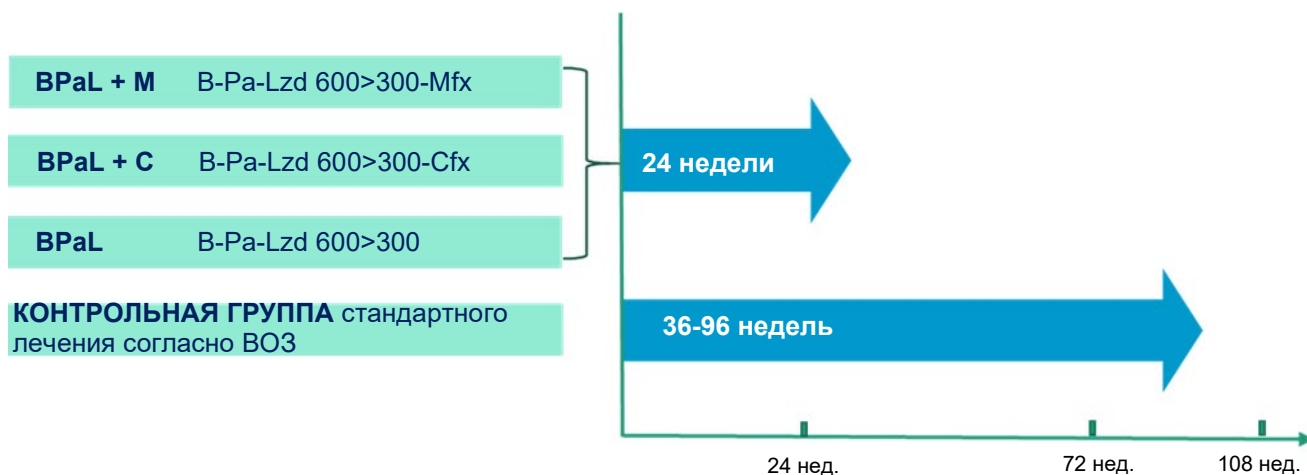 BPaL + M B-Pa-Lzd 600>300-Mfx
BPaL + C B-Pa-Lzd 600>300-Cfx
BPaL B-Pa-Lzd 600>300
КОНТРОЛЬНАЯ ГРУППА стандартного
лечения согласно ВОЗ
24 недели
36-96 недель
24 нед.
72 нед.
108 нед.